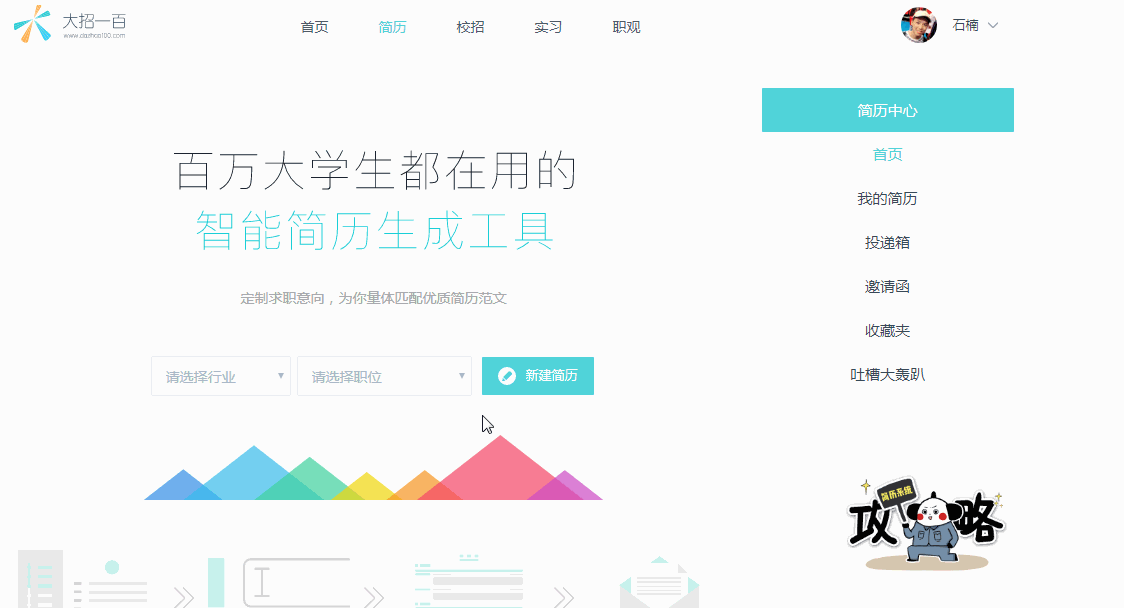 大招一百
www.dazhao100.com
首页
简历
校招
实习
职观
石楠
百万大学生都在用的
智能简历生成工具
定制求职意向，为你量体匹配优质简历范文
请选择行业
请选择职位
新建简历
简历中心
首页
我的简历
投递箱
邀请函
收藏夹
吐槽大轰趴
简历系统
攻略